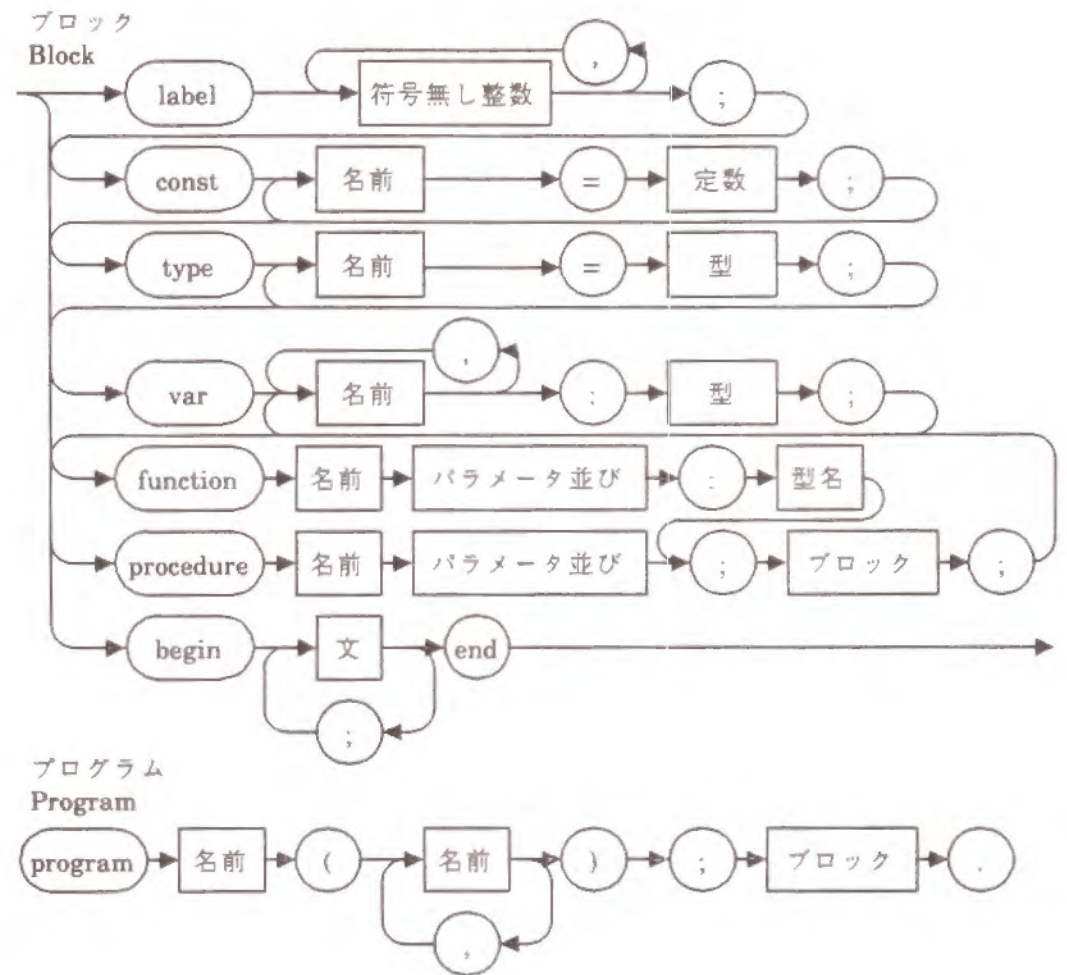 ブロック
Block
,
label 符号無し整数 ;
const 名前 = 定数 ;
type 名前 = 型 ;
,
var 名前 : 型 ;
function 名前 パラメータ並び : 型名
procedure 名前 パラメータ並び ; ブロック ;
begin 文 end
;
プログラム
Program
program 名前 ( 名前 ) ; ブロック .
,